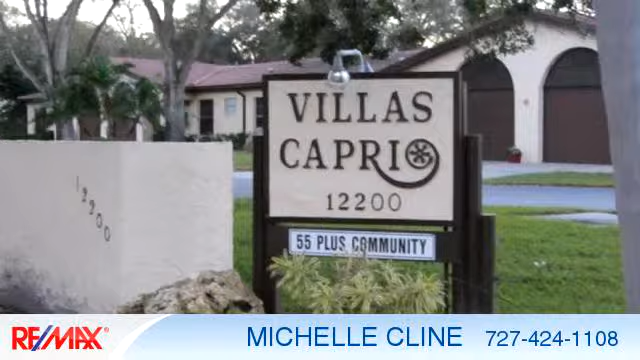 VILLAS
CAPRI
12200
12200
55 PLUS COMMUNITY
RE/MAX
MICHELLE CLINE 727-424-1108